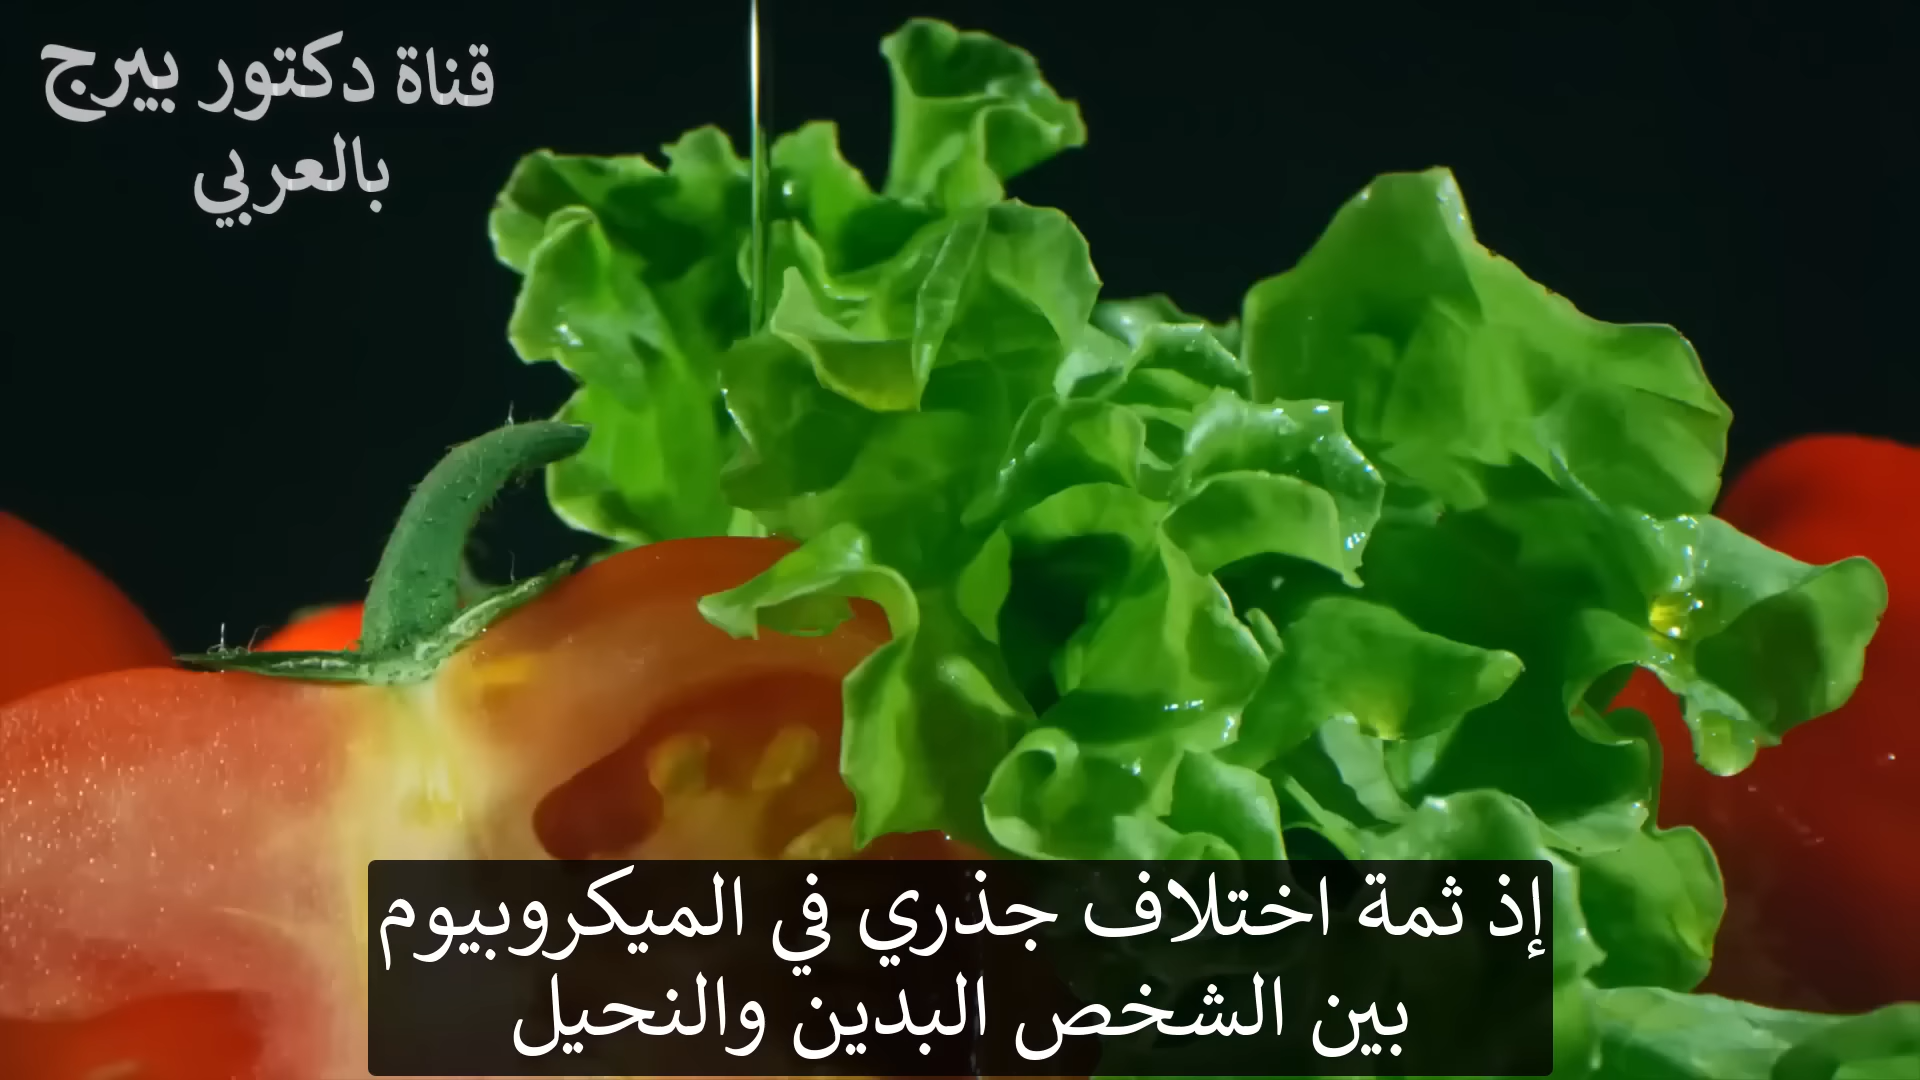 قناة دكتور بيرج
بالعربي
إذ ثمة اختلاف جذري في الميكروبيوم
بين الشخص البدين والنحيل